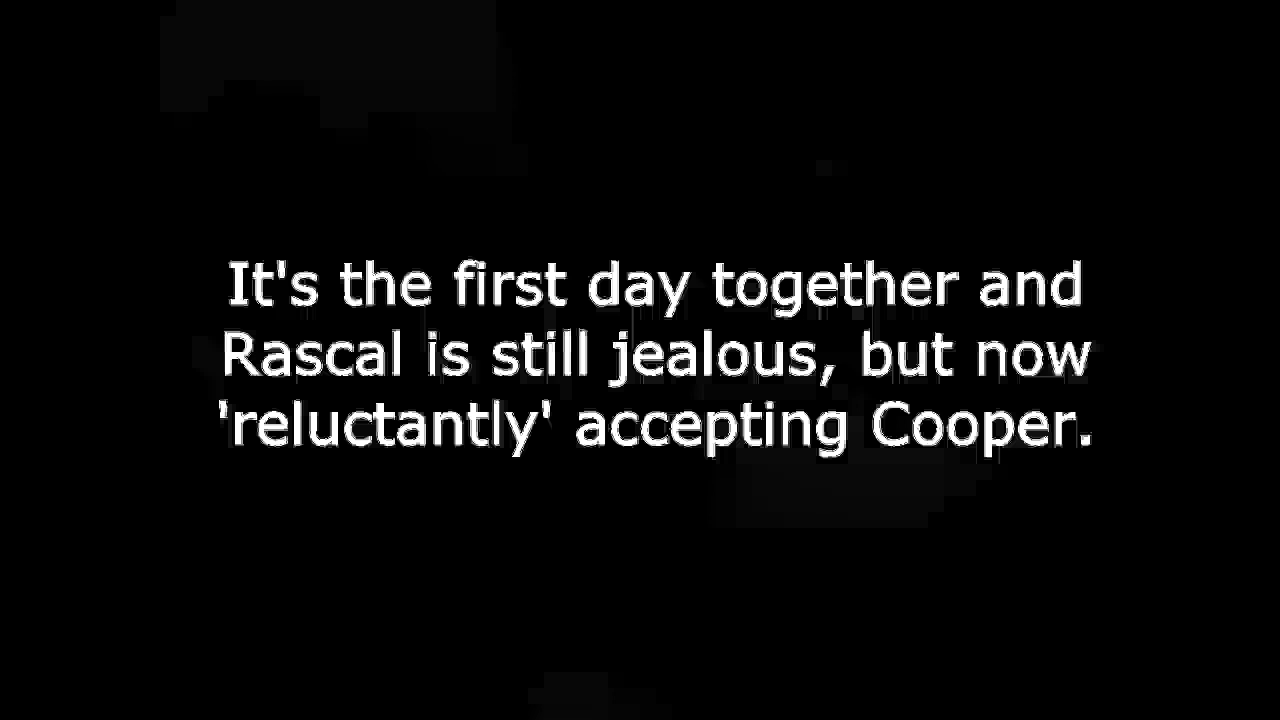 It's the first day together and
Rascal is still jealous, but now
'reluctantly' accepting Cooper.